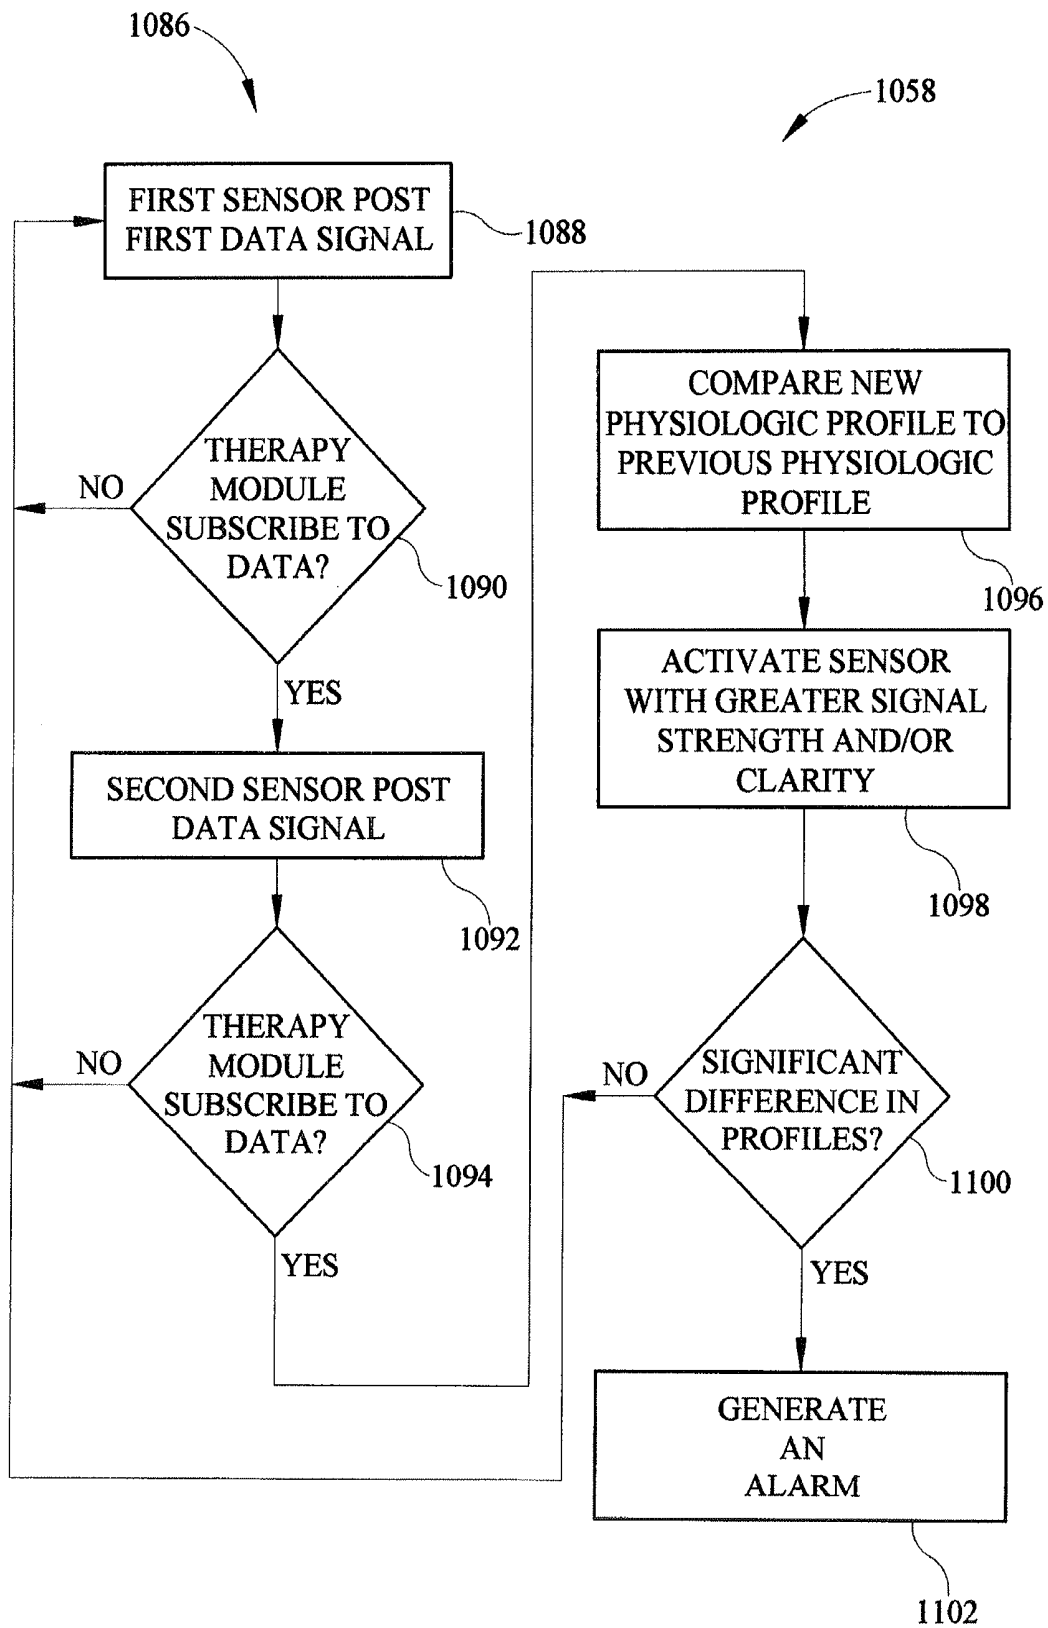 1086
1058
FIRST SENSOR POST
FIRST DATA SIGNAL
1088
THERAPY
MODULE
SUBSCRIBE TO
DATA?
NO
1090
YES
SECOND SENSOR POST
DATA SIGNAL
1092
THERAPY
MODULE
SUBSCRIBE TO
DATA?
NO
1094
YES
COMPARE NEW
PHYSIOLOGIC PROFILE TO
PREVIOUS PHYSIOLOGIC
PROFILE
1096
ACTIVATE SENSOR
WITH GREATER SIGNAL
STRENGTH AND/OR
CLARITY
1098
SIGNIFICANT
DIFFERENCE IN
PROFILES?
NO
1100
YES
GENERATE
AN
ALARM
1102